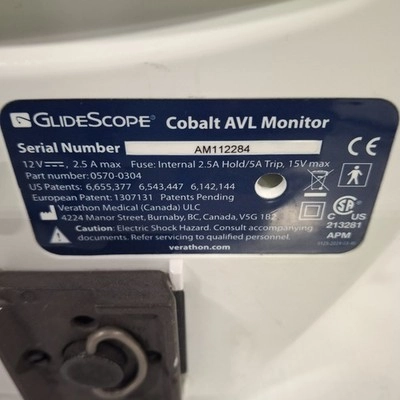 GLIDESCOPE® Cobalt AVL Monitor
Serial Number AM112284
12V⎓ 2.5 A max Fuse: Internal 2.5A Hold/5A Trip, 15V max
Part number: 0570-0304
US Patents: 6,655,377 6,543,447 6,142,144
European Patent: 1307131 Patents Pending
Verathon Medical (Canada) ULC
4224 Manor Street, Burnaby, BC, Canada, V5G 1B2
Caution: Electric Shock Hazard. Consult accompanying
documents. Refer servicing to qualified personnel.
verathon.com
CE
C US
213281
APM